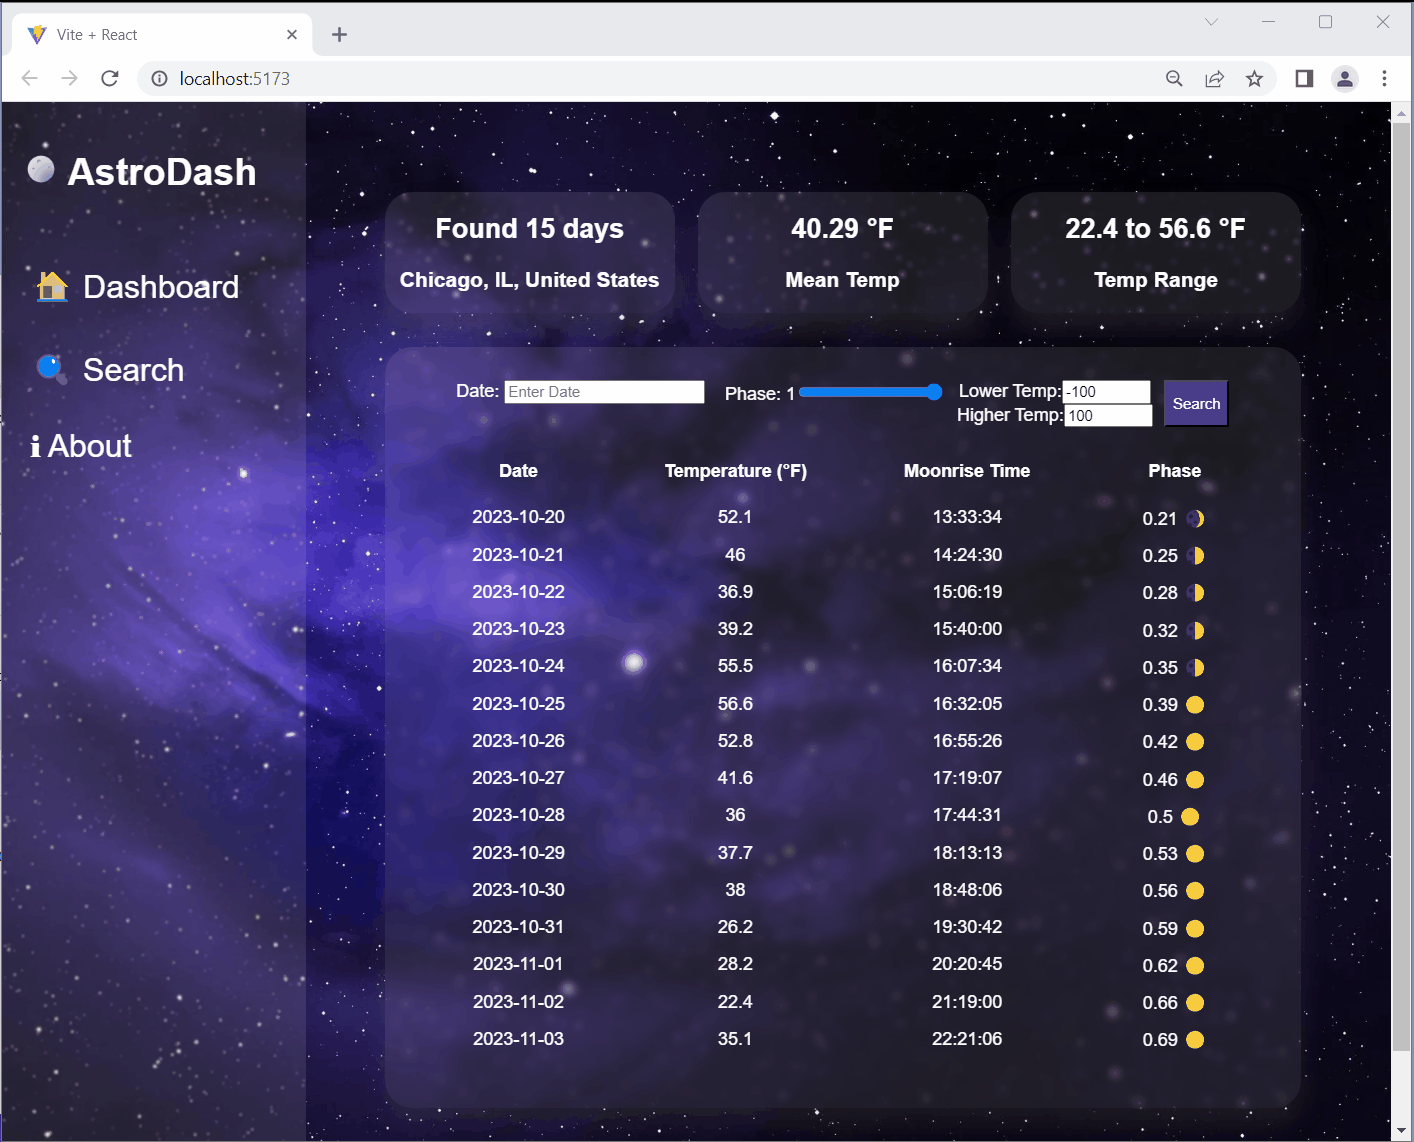 Vite + React
localhost:5173
AstroDash
Dashboard
Search
ℹ About
Found 15 days
Chicago, IL, United States
40.29 °F
Mean Temp
22.4 to 56.6 °F
Temp Range
Date: Enter Date Phase: 1 Lower Temp: -100 Search
Higher Temp: 100
Date Temperature (°F) Moonrise Time Phase
2023-10-20 52.1 13:33:34 0.21
2023-10-21 46 14:24:30 0.25
2023-10-22 36.9 15:06:19 0.28
2023-10-23 39.2 15:40:00 0.32
2023-10-24 55.5 16:07:34 0.35
2023-10-25 56.6 16:32:05 0.39
2023-10-26 52.8 16:55:26 0.42
2023-10-27 41.6 17:19:07 0.46
2023-10-28 36 17:44:31 0.5
2023-10-29 37.7 18:13:13 0.53
2023-10-30 38 18:48:06 0.56
2023-10-31 26.2 19:30:42 0.59
2023-11-01 28.2 20:20:45 0.62
2023-11-02 22.4 21:19:00 0.66
2023-11-03 35.1 22:21:06 0.69